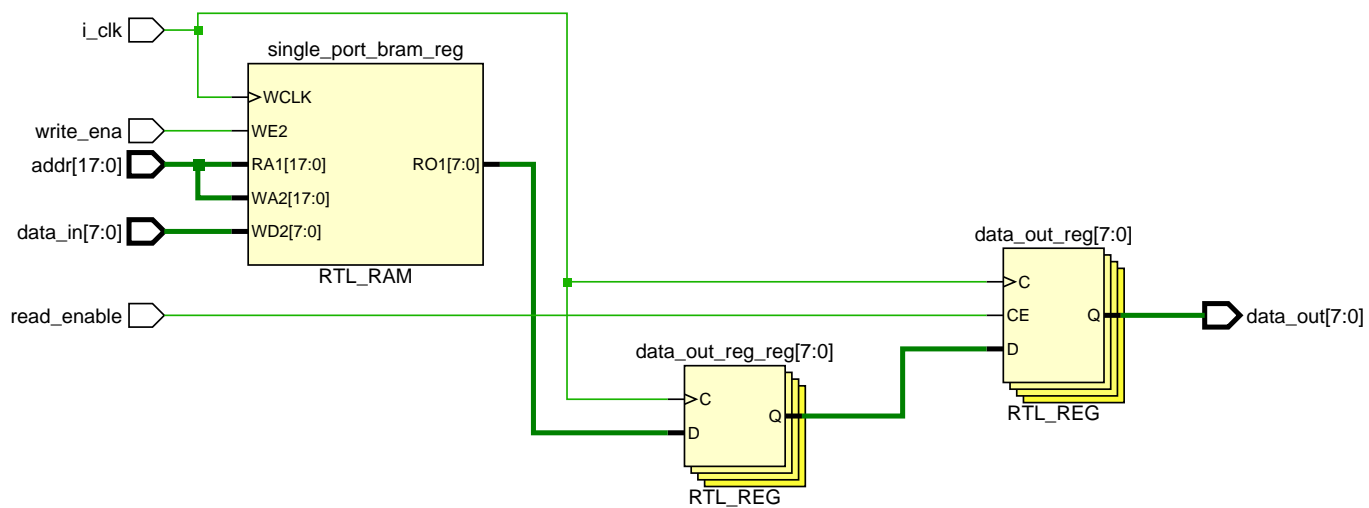 i_clk
write_ena
addr[17:0]
data_in[7:0]
read_enable
single_port_bram_reg
WCLK
WE2
RA1[17:0]
RO1[7:0]
WA2[17:0]
WD2[7:0]
RTL_RAM
data_out_reg_reg[7:0]
C
Q
D
RTL_REG
data_out_reg[7:0]
C
CE
Q
D
RTL_REG
data_out[7:0]